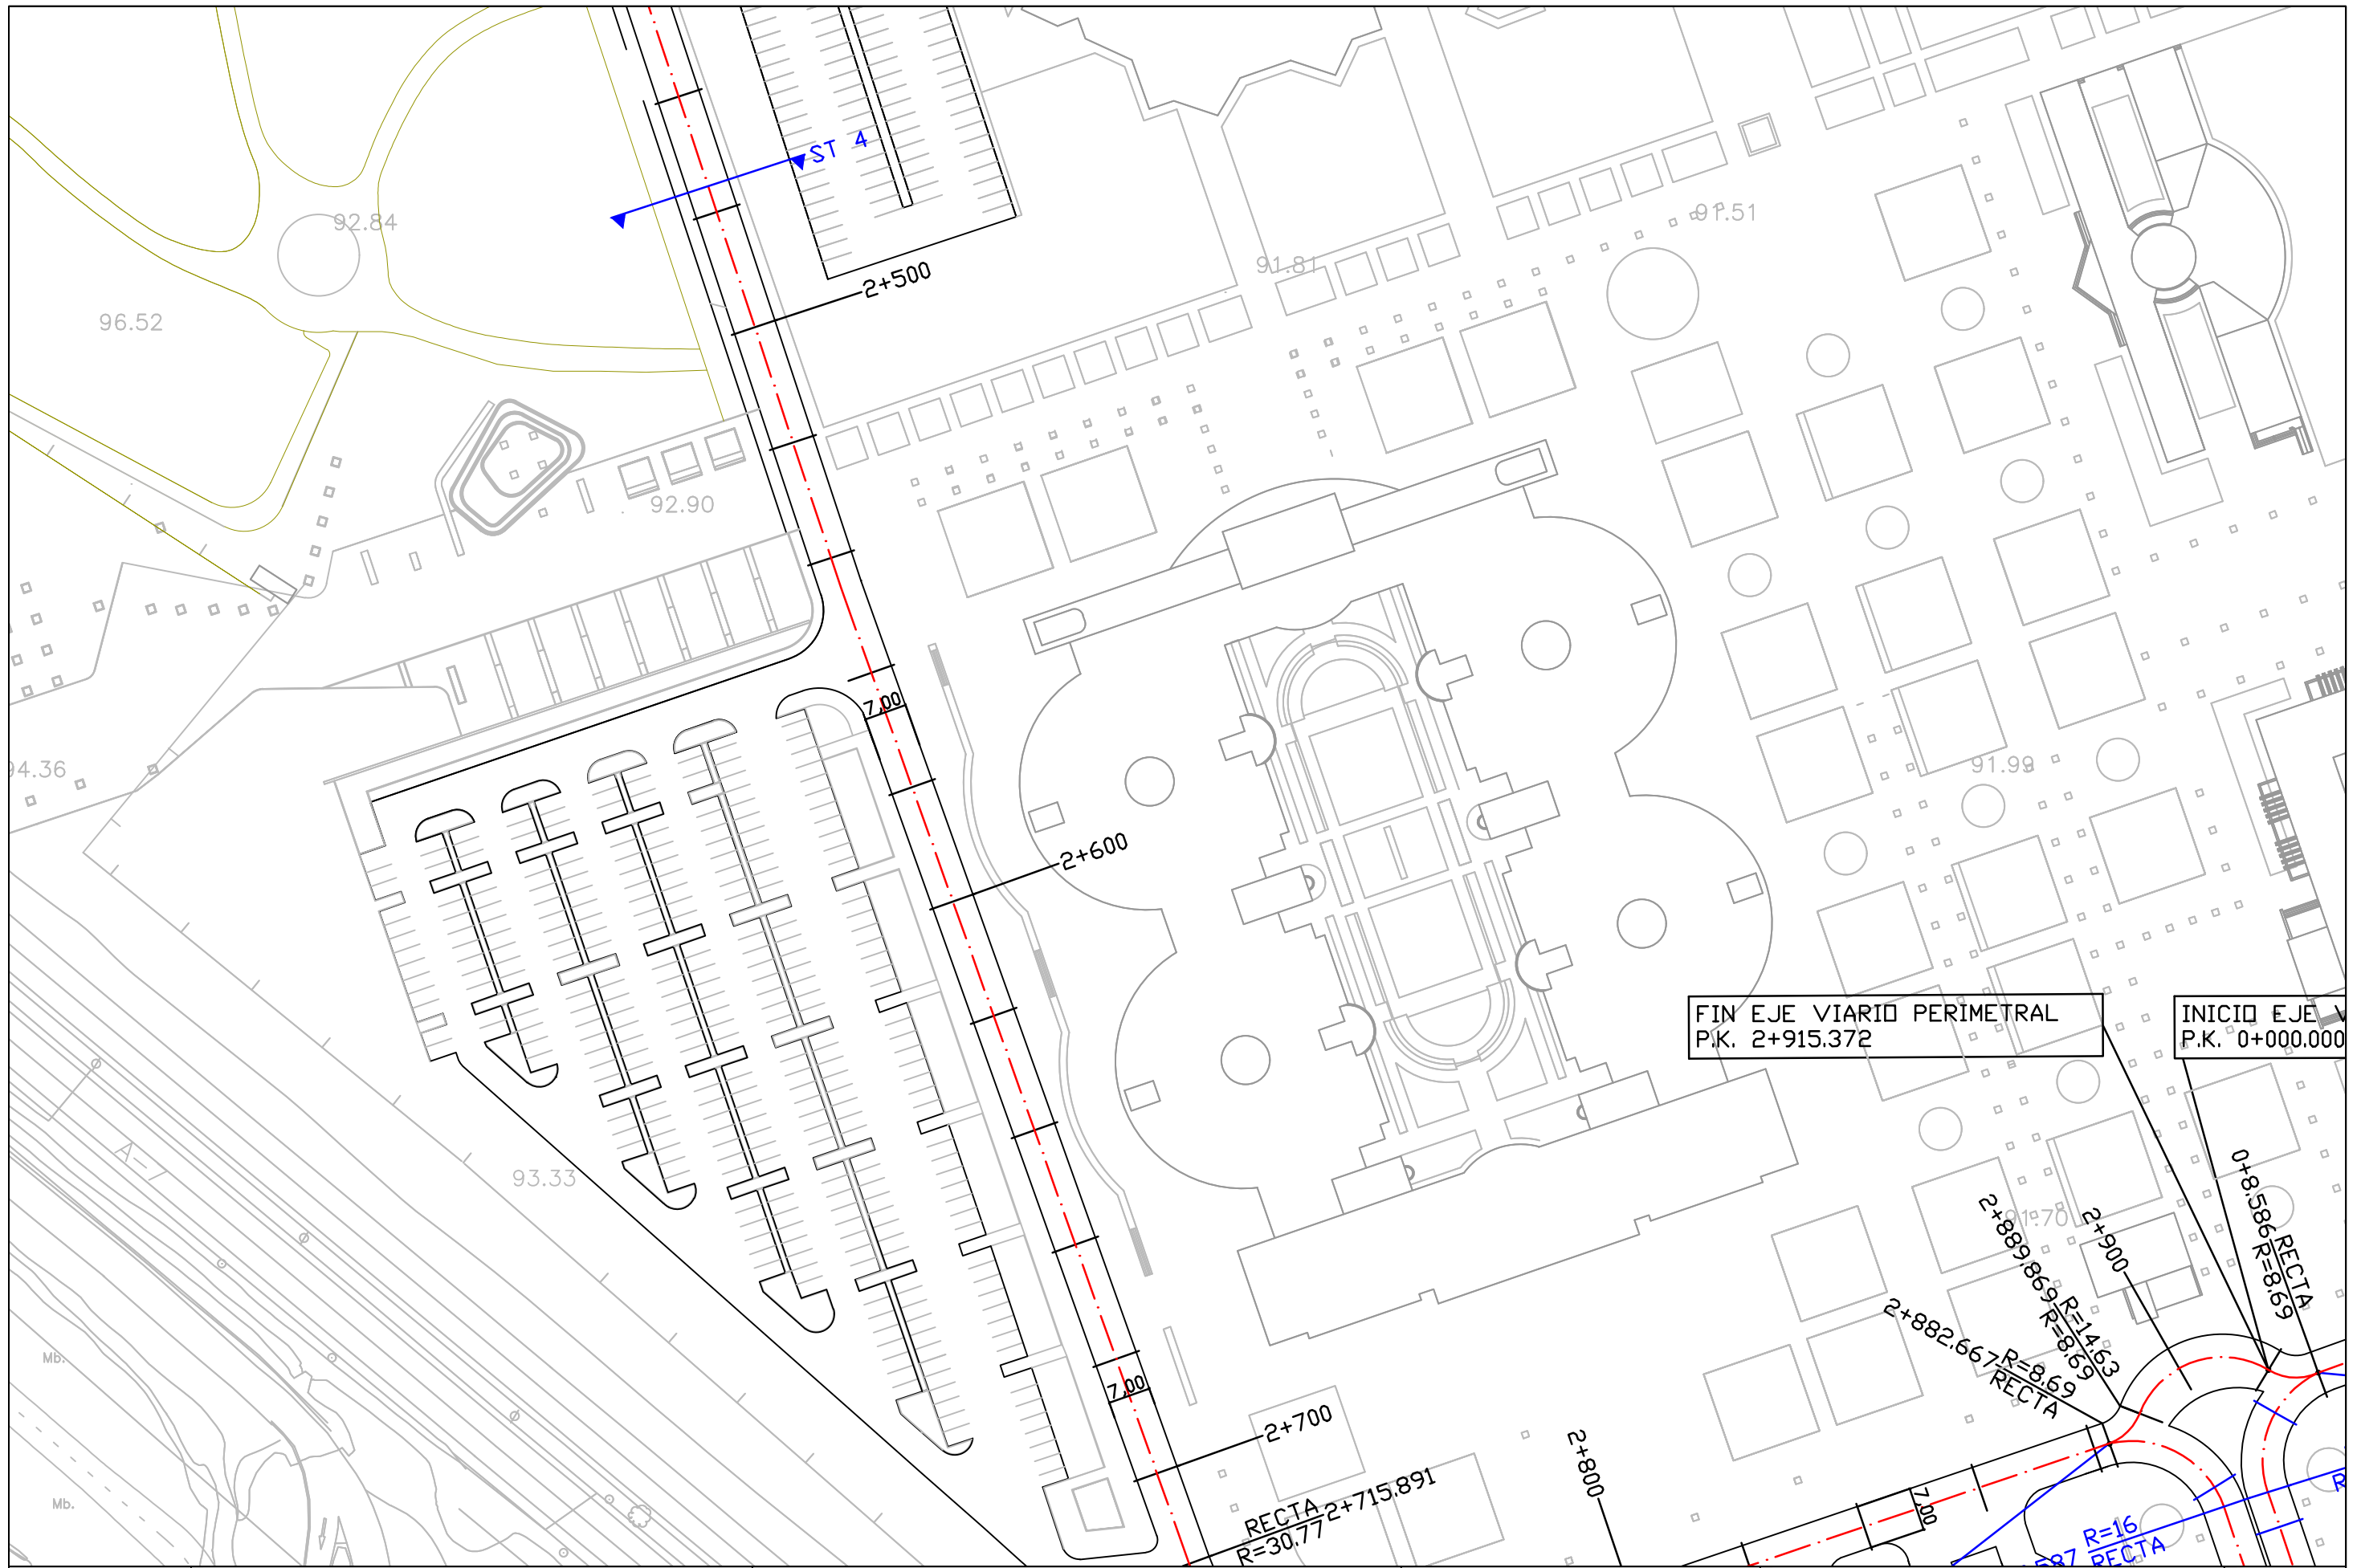 ST 4
92.84
91.51
91.81
2+500
96.52
92.90
7,00
91.99
94.36
2+600
FIN EJE VIARIO PERIMETRAL
P.K. 2+915.372
INICIO EJE
P.K. 0+000.000
A-
93.33
0+8.586 RECTA
R=8.69
91.70
2+900
2+889.869 R=14.63
R=8.69
2+882.667 R=8.69
RECTA
Mb.
7,00
2+700
2+800
RECTA 2+715.891
R=30.77
7,00
Mb.
587 R=16
RECTA
R